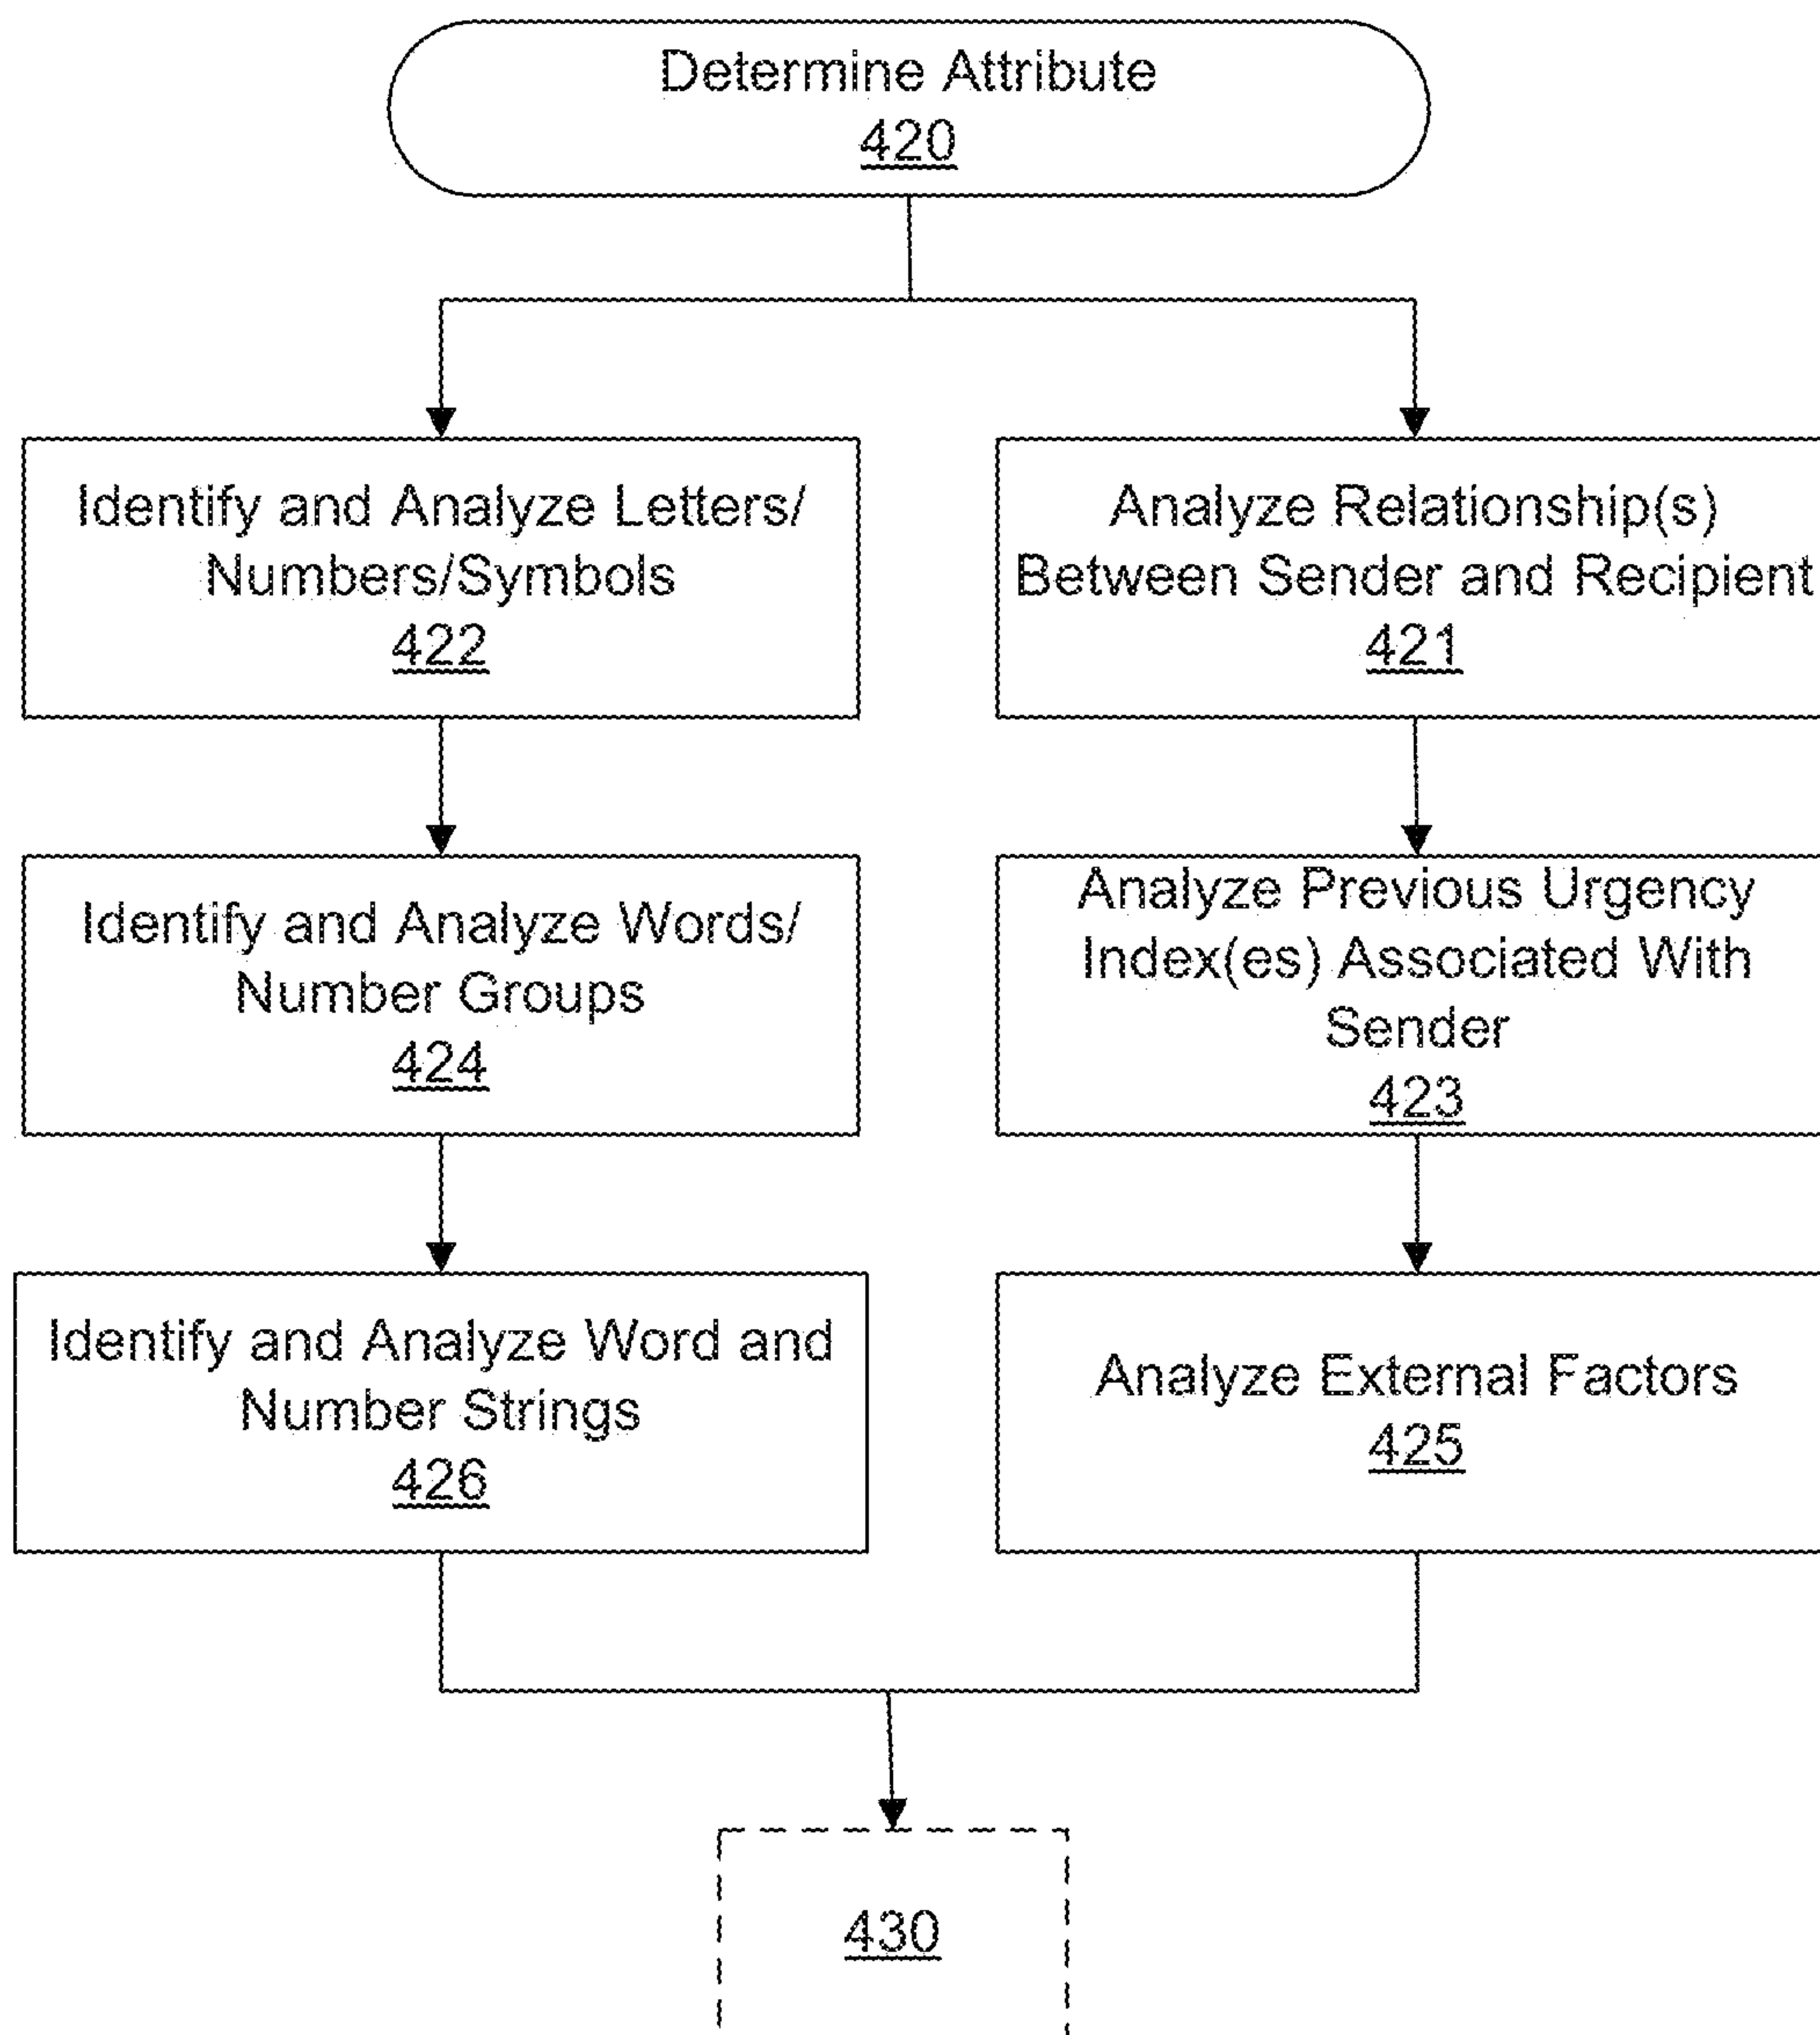 Determine Attribute
420
Identify and Analyze Letters/
Numbers/Symbols
422
Analyze Relationship(s)
Between Sender and Recipient
421
Identify and Analyze Words/
Number Groups
424
Analyze Previous Urgency
Index(es) Associated With
Sender
423
Identify and Analyze Word and
Number Strings
426
Analyze External Factors
425
430